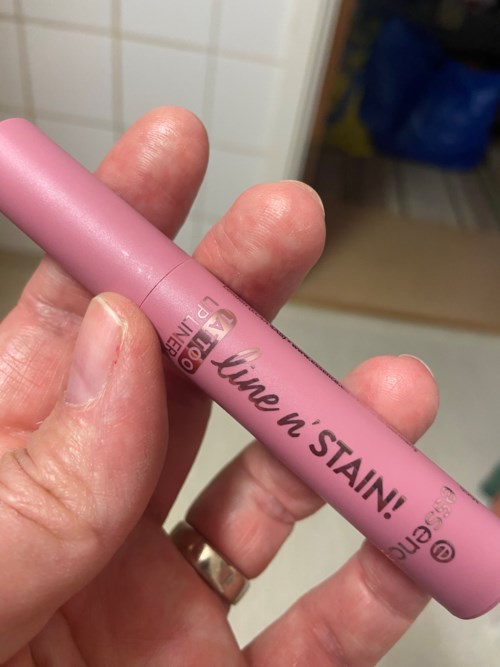 TATTOO
LIPLINER
line n' STAIN!
essence
e